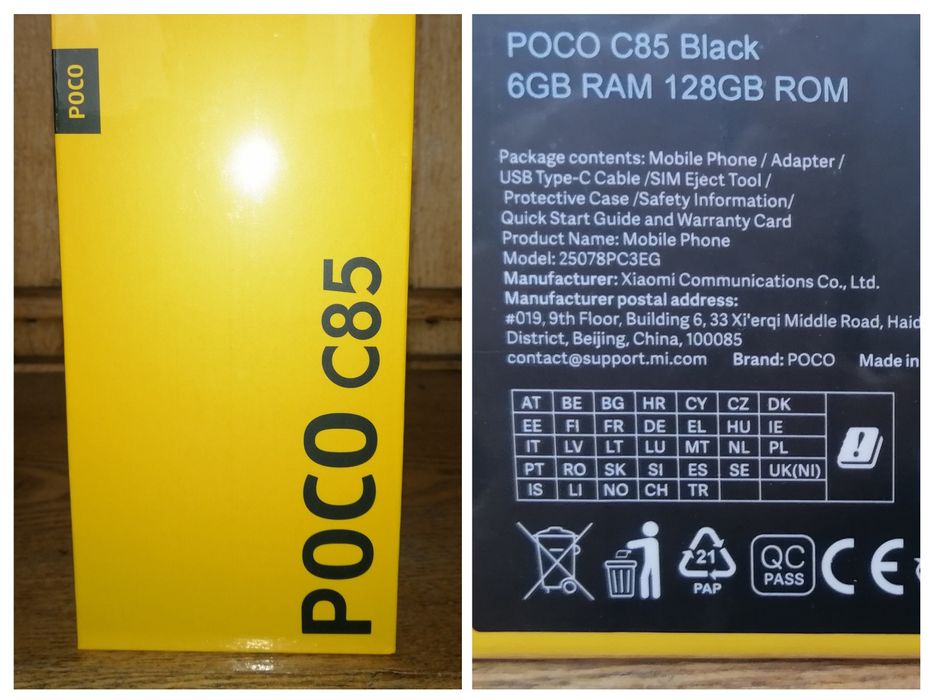 POCO
POCO C85
POCO C85 Black
6GB RAM 128GB ROM
Package contents: Mobile Phone / Adapter /
USB Type-C Cable /SIM Eject Tool /
Protective Case /Safety Information/
Quick Start Guide and Warranty Card
Product Name: Mobile Phone
Model: 25078PC3EG
Manufacturer: Xiaomi Communications Co., Ltd.
Manufacturer postal address:
#019, 9th Floor, Building 6, 33 Xi'erqi Middle Road, Haid
District, Beijing, China, 100085
contact@support.mi.com Brand: POCO Made in
AT BE BG HR CY CZ DK
EE FI FR DE EL HU IE
IT LV LT LU MT NL PL
PT RO SK SI ES SE UK(NI)
IS LI NO CH TR
21
PAP
QC
PASS
CE